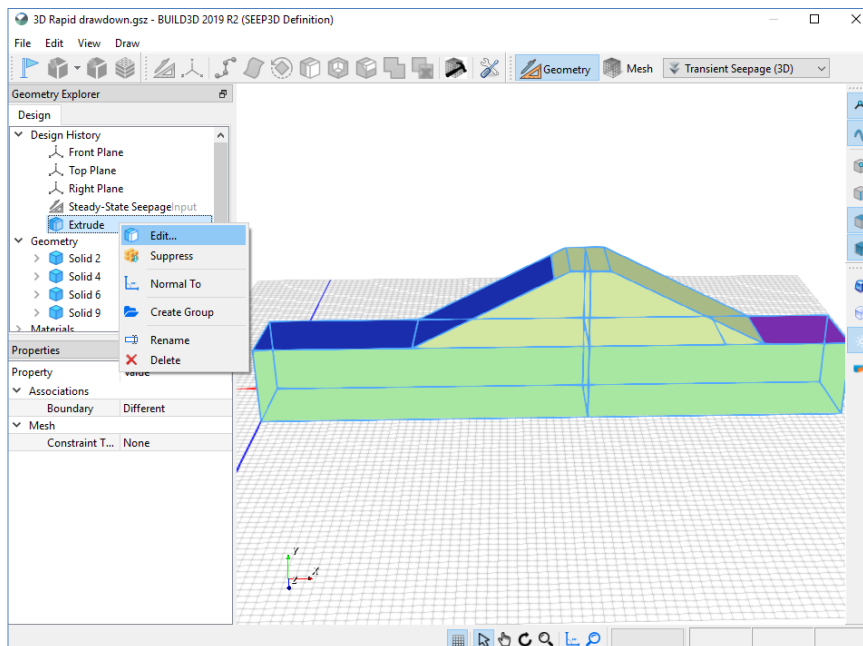 3D Rapid drawdown.gsz - BUILD3D 2019 R2 (SEEP3D Definition)
File Edit View Draw
Geometry Mesh Transient Seepage (3D)
Geometry Explorer
Design
Design History
Front Plane
Top Plane
Right Plane
Steady-State Seepage Input
Extrude
Geometry
Solid 2
Solid 4
Solid 6
Solid 9
Materials
Edit...
Suppress
Normal To
Create Group
Rename
Delete
Properties
Property Value
Associations
Boundary Different
Mesh
Constraint T... None
Y
X
Z